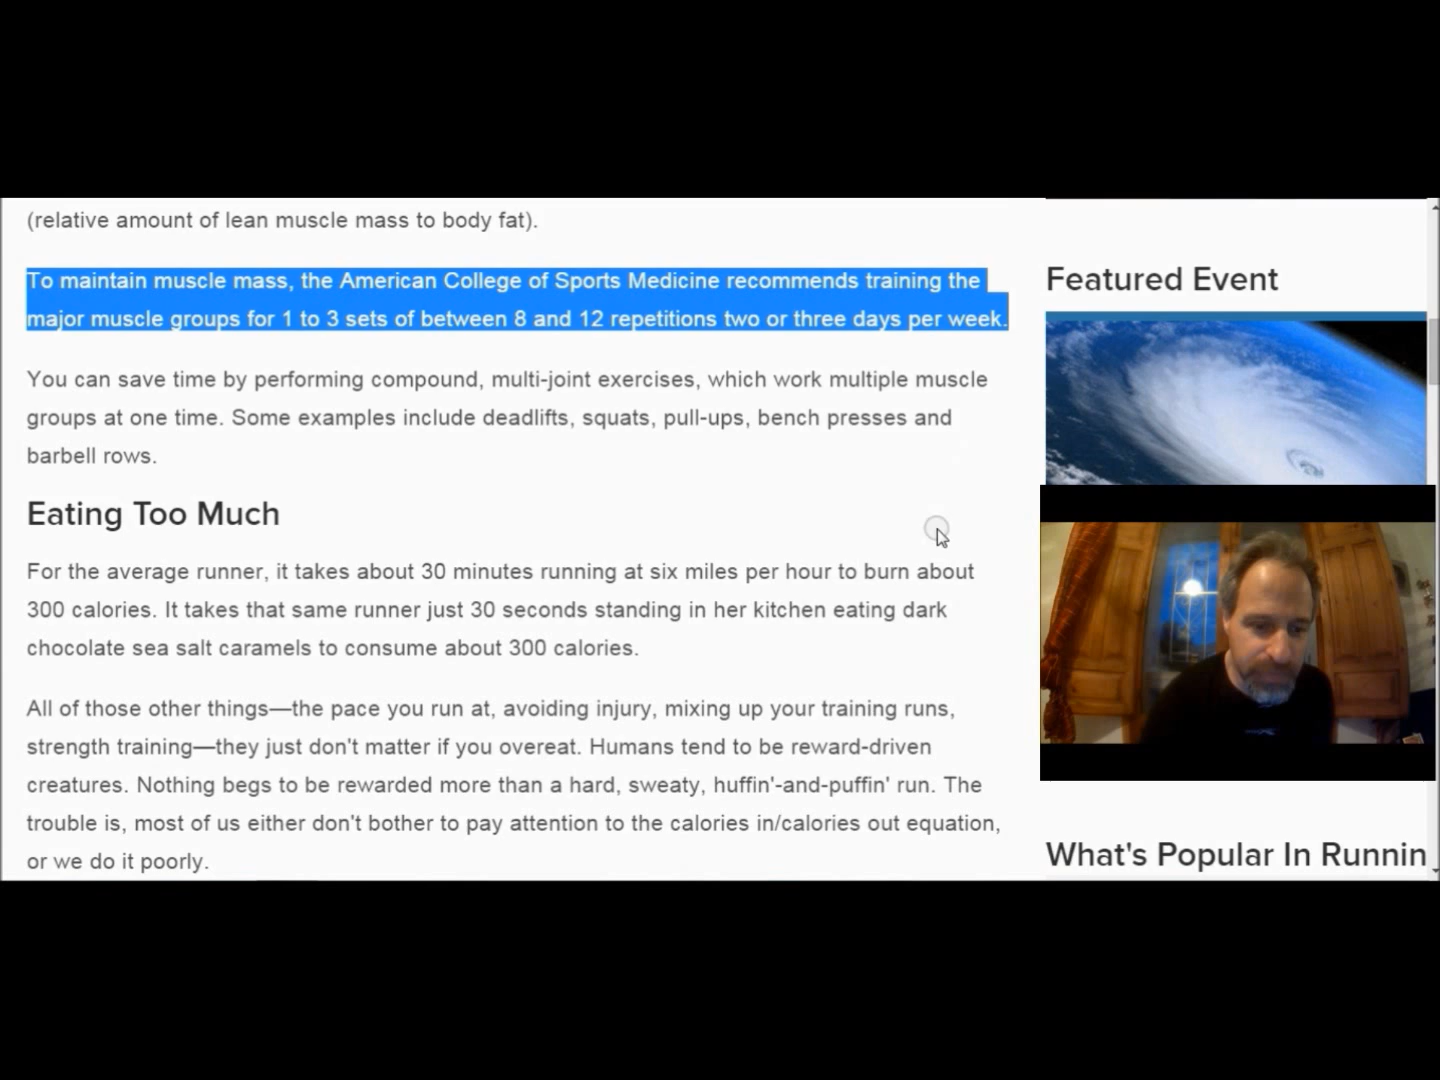 (relative amount of lean muscle mass to body fat).
To maintain muscle mass, the American College of Sports Medicine recommends training the
major muscle groups for 1 to 3 sets of between 8 and 12 repetitions two or three days per week.
You can save time by performing compound, multi-joint exercises, which work multiple muscle
groups at one time. Some examples include deadlifts, squats, pull-ups, bench presses and
barbell rows.
Eating Too Much
For the average runner, it takes about 30 minutes running at six miles per hour to burn about
300 calories. It takes that same runner just 30 seconds standing in her kitchen eating dark
chocolate sea salt caramels to consume about 300 calories.
All of those other things—the pace you run at, avoiding injury, mixing up your training runs,
strength training—they just don't matter if you overeat. Humans tend to be reward-driven
creatures. Nothing begs to be rewarded more than a hard, sweaty, huffin'-and-puffin' run. The
trouble is, most of us either don't bother to pay attention to the calories in/calories out equation,
or we do it poorly.
Featured Event
What's Popular In Runnin